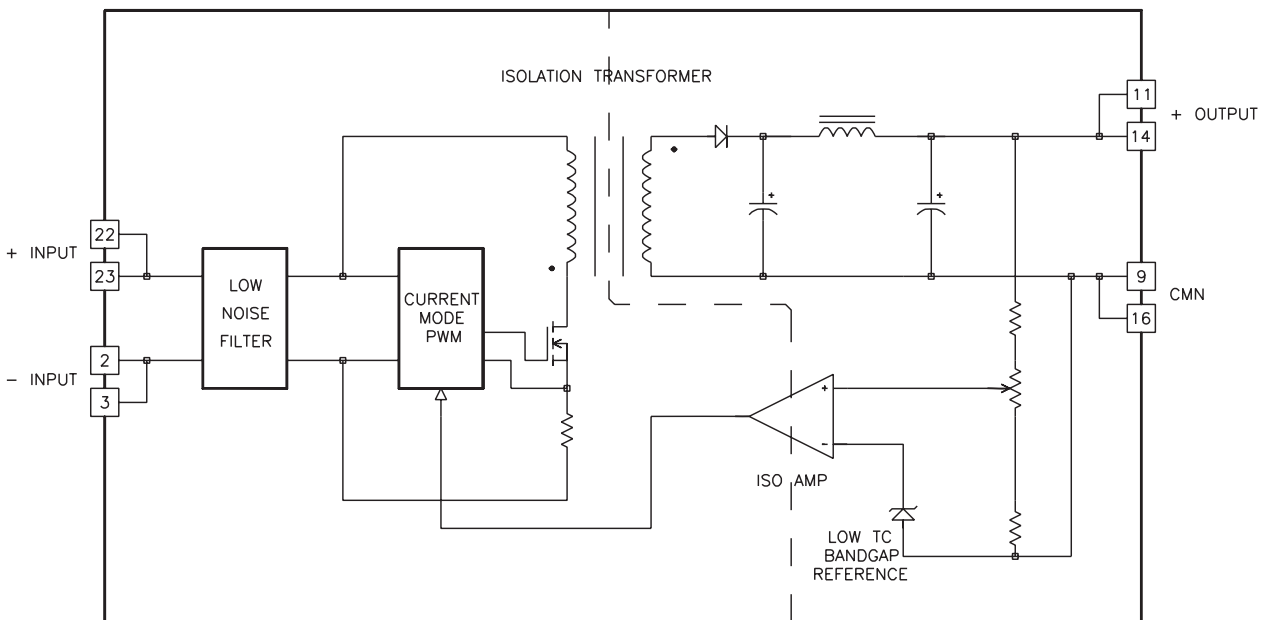 ISOLATION TRANSFORMER
11
+ OUTPUT
14
22
+ INPUT
23
LOW
NOISE
FILTER
CURRENT
MODE
PWM
9
CMN
16
2
- INPUT
3
+
+
+
-
ISO AMP
LOW TC
BANDGAP
REFERENCE